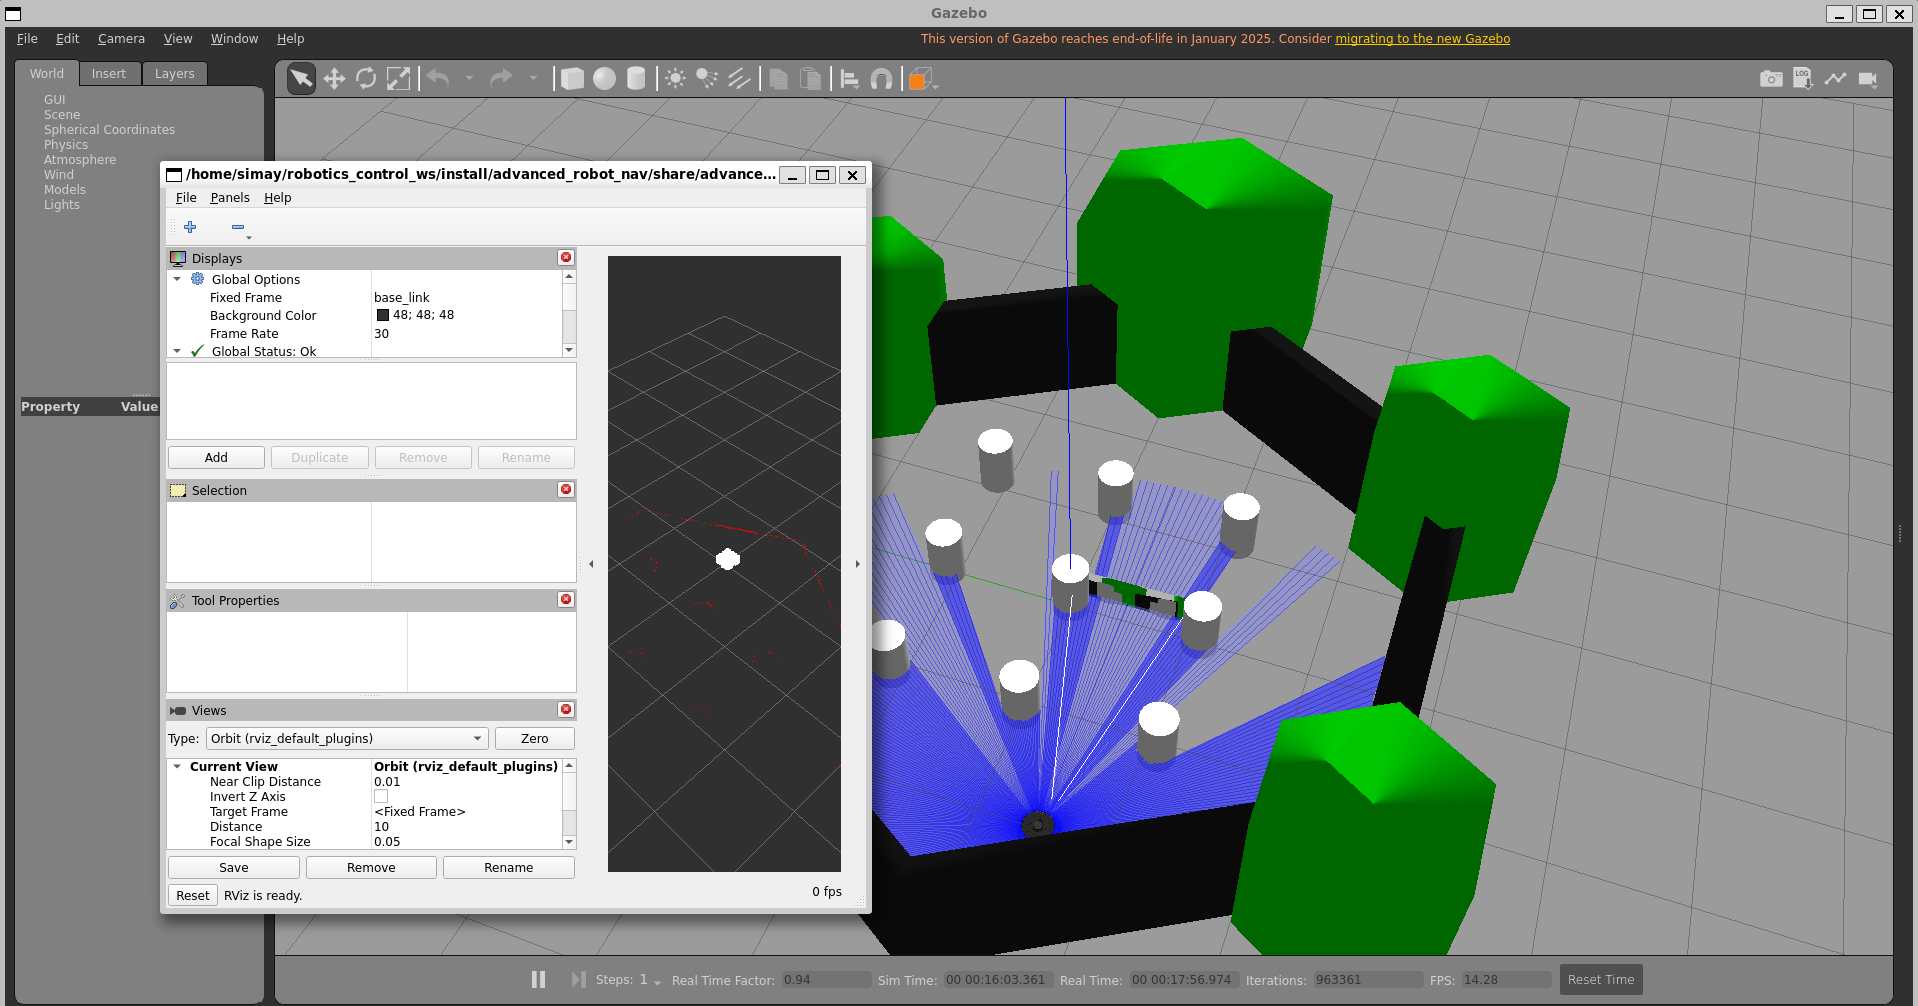 Gazebo
File Edit Camera View Window Help
This version of Gazebo reaches end-of-life in January 2025. Consider migrating to the new Gazebo
World Insert Layers
LOG
GUI
Scene
Spherical Coordinates
Physics
Atmosphere
Wind
Models
Lights
Property Value
/home/simay/robotics_control_ws/install/advanced_robot_nav/share/advance...
File Panels Help
Displays
Global Options
Fixed Frame base_link
Background Color 48; 48; 48
Frame Rate 30
Global Status: Ok
Add Duplicate Remove Rename
Selection
Tool Properties
Views
Type: Orbit (rviz_default_plugins) Zero
Current View Orbit (rviz_default_plugins)
Near Clip Distance 0.01
Invert Z Axis
Target Frame <Fixed Frame>
Distance 10
Focal Shape Size 0.05
Save Remove Rename
Reset RViz is ready.
0 fps
Steps: 1 Real Time Factor: 0.94 Sim Time: 00 00:16:03.361 Real Time: 00 00:17:56.974 Iterations: 963361 FPS: 14.28 Reset Time